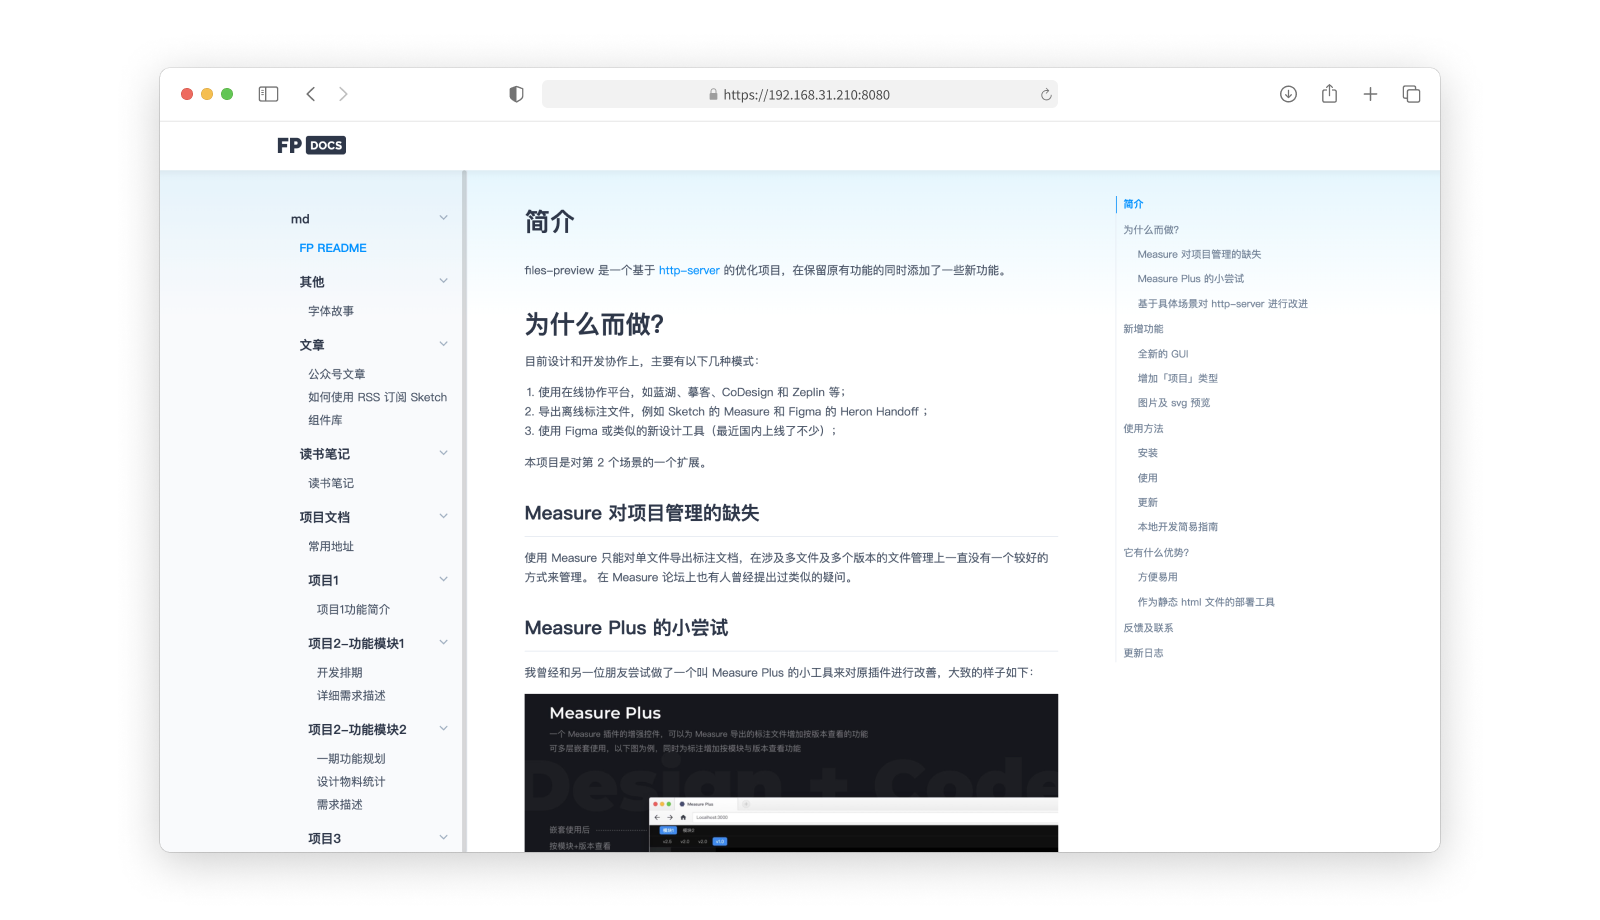 https://192.168.31.210:8080
FP DOCS
md
FP README
其他
字体故事
文章
公众号文章
如何使用 RSS 订阅 Sketch
组件库
读书笔记
读书笔记
项目文档
常用地址
项目1
项目1功能简介
项目2-功能模块1
开发排期
详细需求描述
项目2-功能模块2
一期功能规划
设计物料统计
需求描述
项目3
简介
files-preview 是一个基于 http-server 的优化项目，在保留原有功能的同时添加了一些新功能。
为什么而做?
目前设计和开发协作上，主要有以下几种模式：
1. 使用在线协作平台，如蓝湖、摹客、CoDesign 和 Zeplin 等；
2. 导出离线标注文件，例如 Sketch 的 Measure 和 Figma 的 Heron Handoff ；
3. 使用 Figma 或类似的新设计工具（最近国内上线了不少）；
本项目是对第 2 个场景的一个扩展。
Measure 对项目管理的缺失
使用 Measure 只能对单文件导出标注文档，在涉及多文件及多个版本的文件管理上一直没有一个较好的
方式来管理。 在 Measure 论坛上也有人曾经提出过类似的疑问。
Measure Plus 的小尝试
我曾经和另一位朋友尝试做了一个叫 Measure Plus 的小工具来对原插件进行改善，大致的样子如下：
Measure Plus
一个 Measure 插件的增强控件，可以为 Measure 导出的标注文件增加按版本查看的功能
可多层嵌套使用，以下图为例，同时为标注增加按模块与版本查看功能
Design + Code
Measure Plus
Localhost:3000
嵌套使用后
模块1 模块2
按模块+版本查看
简介
为什么而做?
Measure 对项目管理的缺失
Measure Plus 的小尝试
基于具体场景对 http-server 进行改进
新增功能
全新的 GUI
增加「项目」类型
图片及 svg 预览
使用方法
安装
使用
更新
本地开发简易指南
它有什么优势?
方便易用
作为静态 html 文件的部署工具
反馈及联系
更新日志